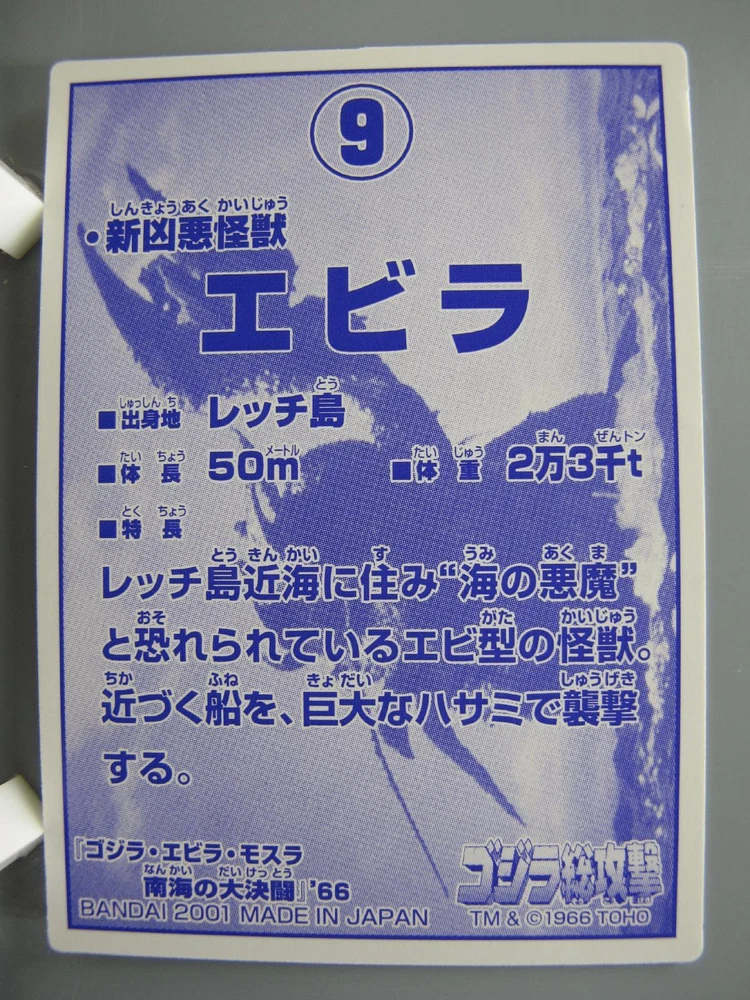 9
しんきょうあく かいじゅう
・新凶悪怪獣
エビラ
しゅっしん ち とう
■出身地 レッチ島
たい ちょう メートル たい じゅう まん ぜんトン
■体長 50m ■体重 2万3千t
とく ちょう
■特長
とう きん かい す うみ あく ま
レッチ島近海に住み“海の悪魔”
おそ がた かいじゅう
と恐れられているエビ型の怪獣。
ちか ふね きょ だい しゅうげき
近づく船を、巨大なハサミで襲撃
する。
『ゴジラ・エビラ・モスラ
なんかい だいけっとう
南海の大決闘』'66
ゴジラ総攻撃
BANDAI 2001 MADE IN JAPAN
TM & ©1966 TOHO